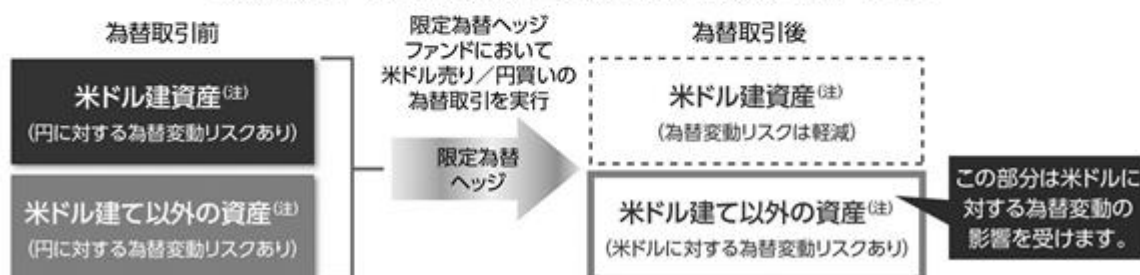 為替取引前
米ドル建資産(注)
(円に対する為替変動リスクあり)
米ドル建て以外の資産(注)
(円に対する為替変動リスクあり)
限定為替ヘッジ
ファンドにおいて
米ドル売り／円買いの
為替取引を実行
限定為替
ヘッジ
為替取引後
米ドル建資産(注)
(為替変動リスクは軽減)
米ドル建て以外の資産(注)
(米ドルに対する為替変動リスクあり)
この部分は米ドルに
対する為替変動の
影響を受けます。